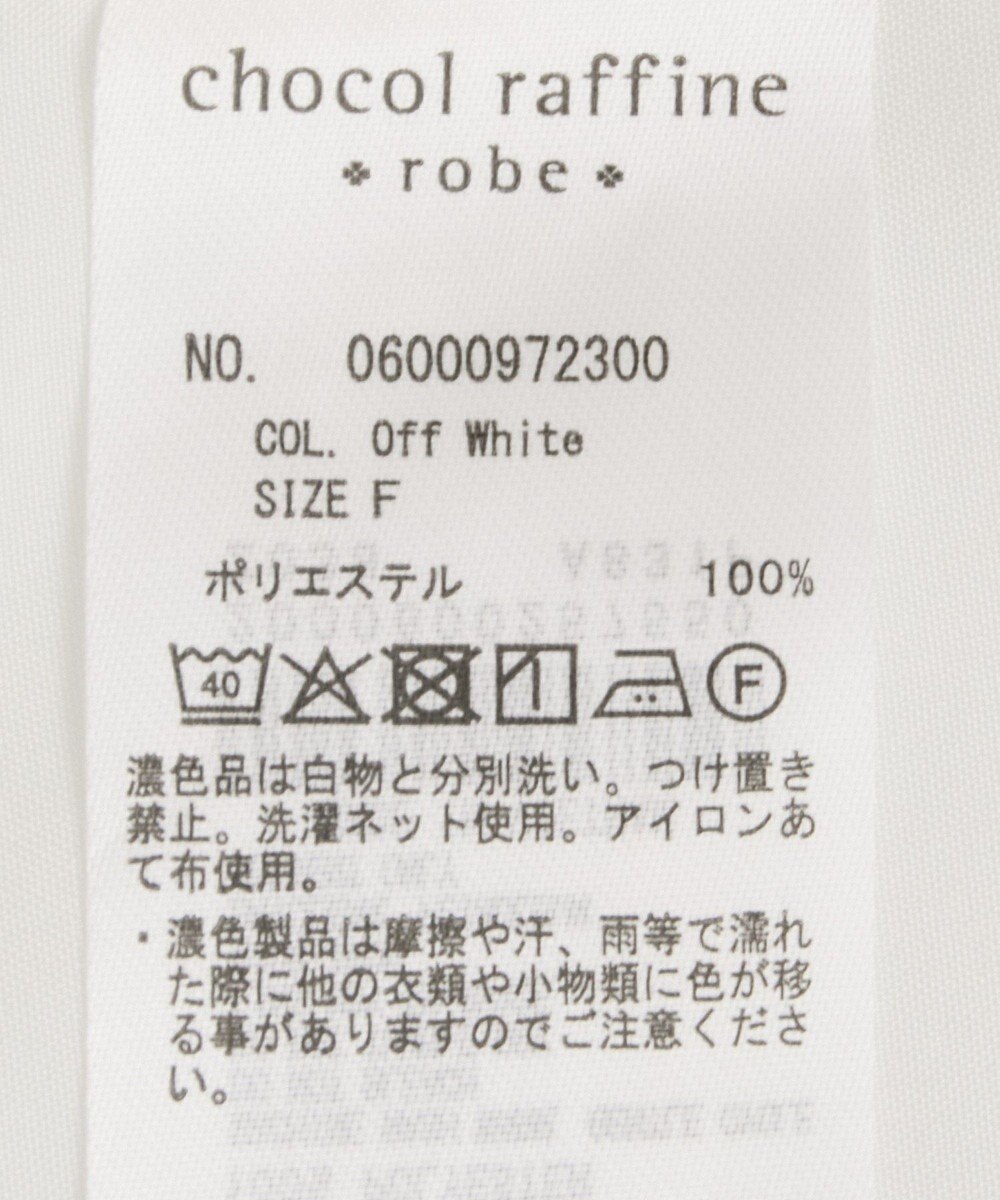 chocol raffine
robe
NO. 06000972300
COL. Off White
SIZE F
ポリエステル 100%
40
F
濃色品は白物と分別洗い。つけ置き
禁止。洗濯ネット使用。アイロンあ
て布使用。
・濃色製品は摩擦や汗、雨等で濡れ
た際に他の衣類や小物類に色が移
る事がありますのでご注意くださ
い。